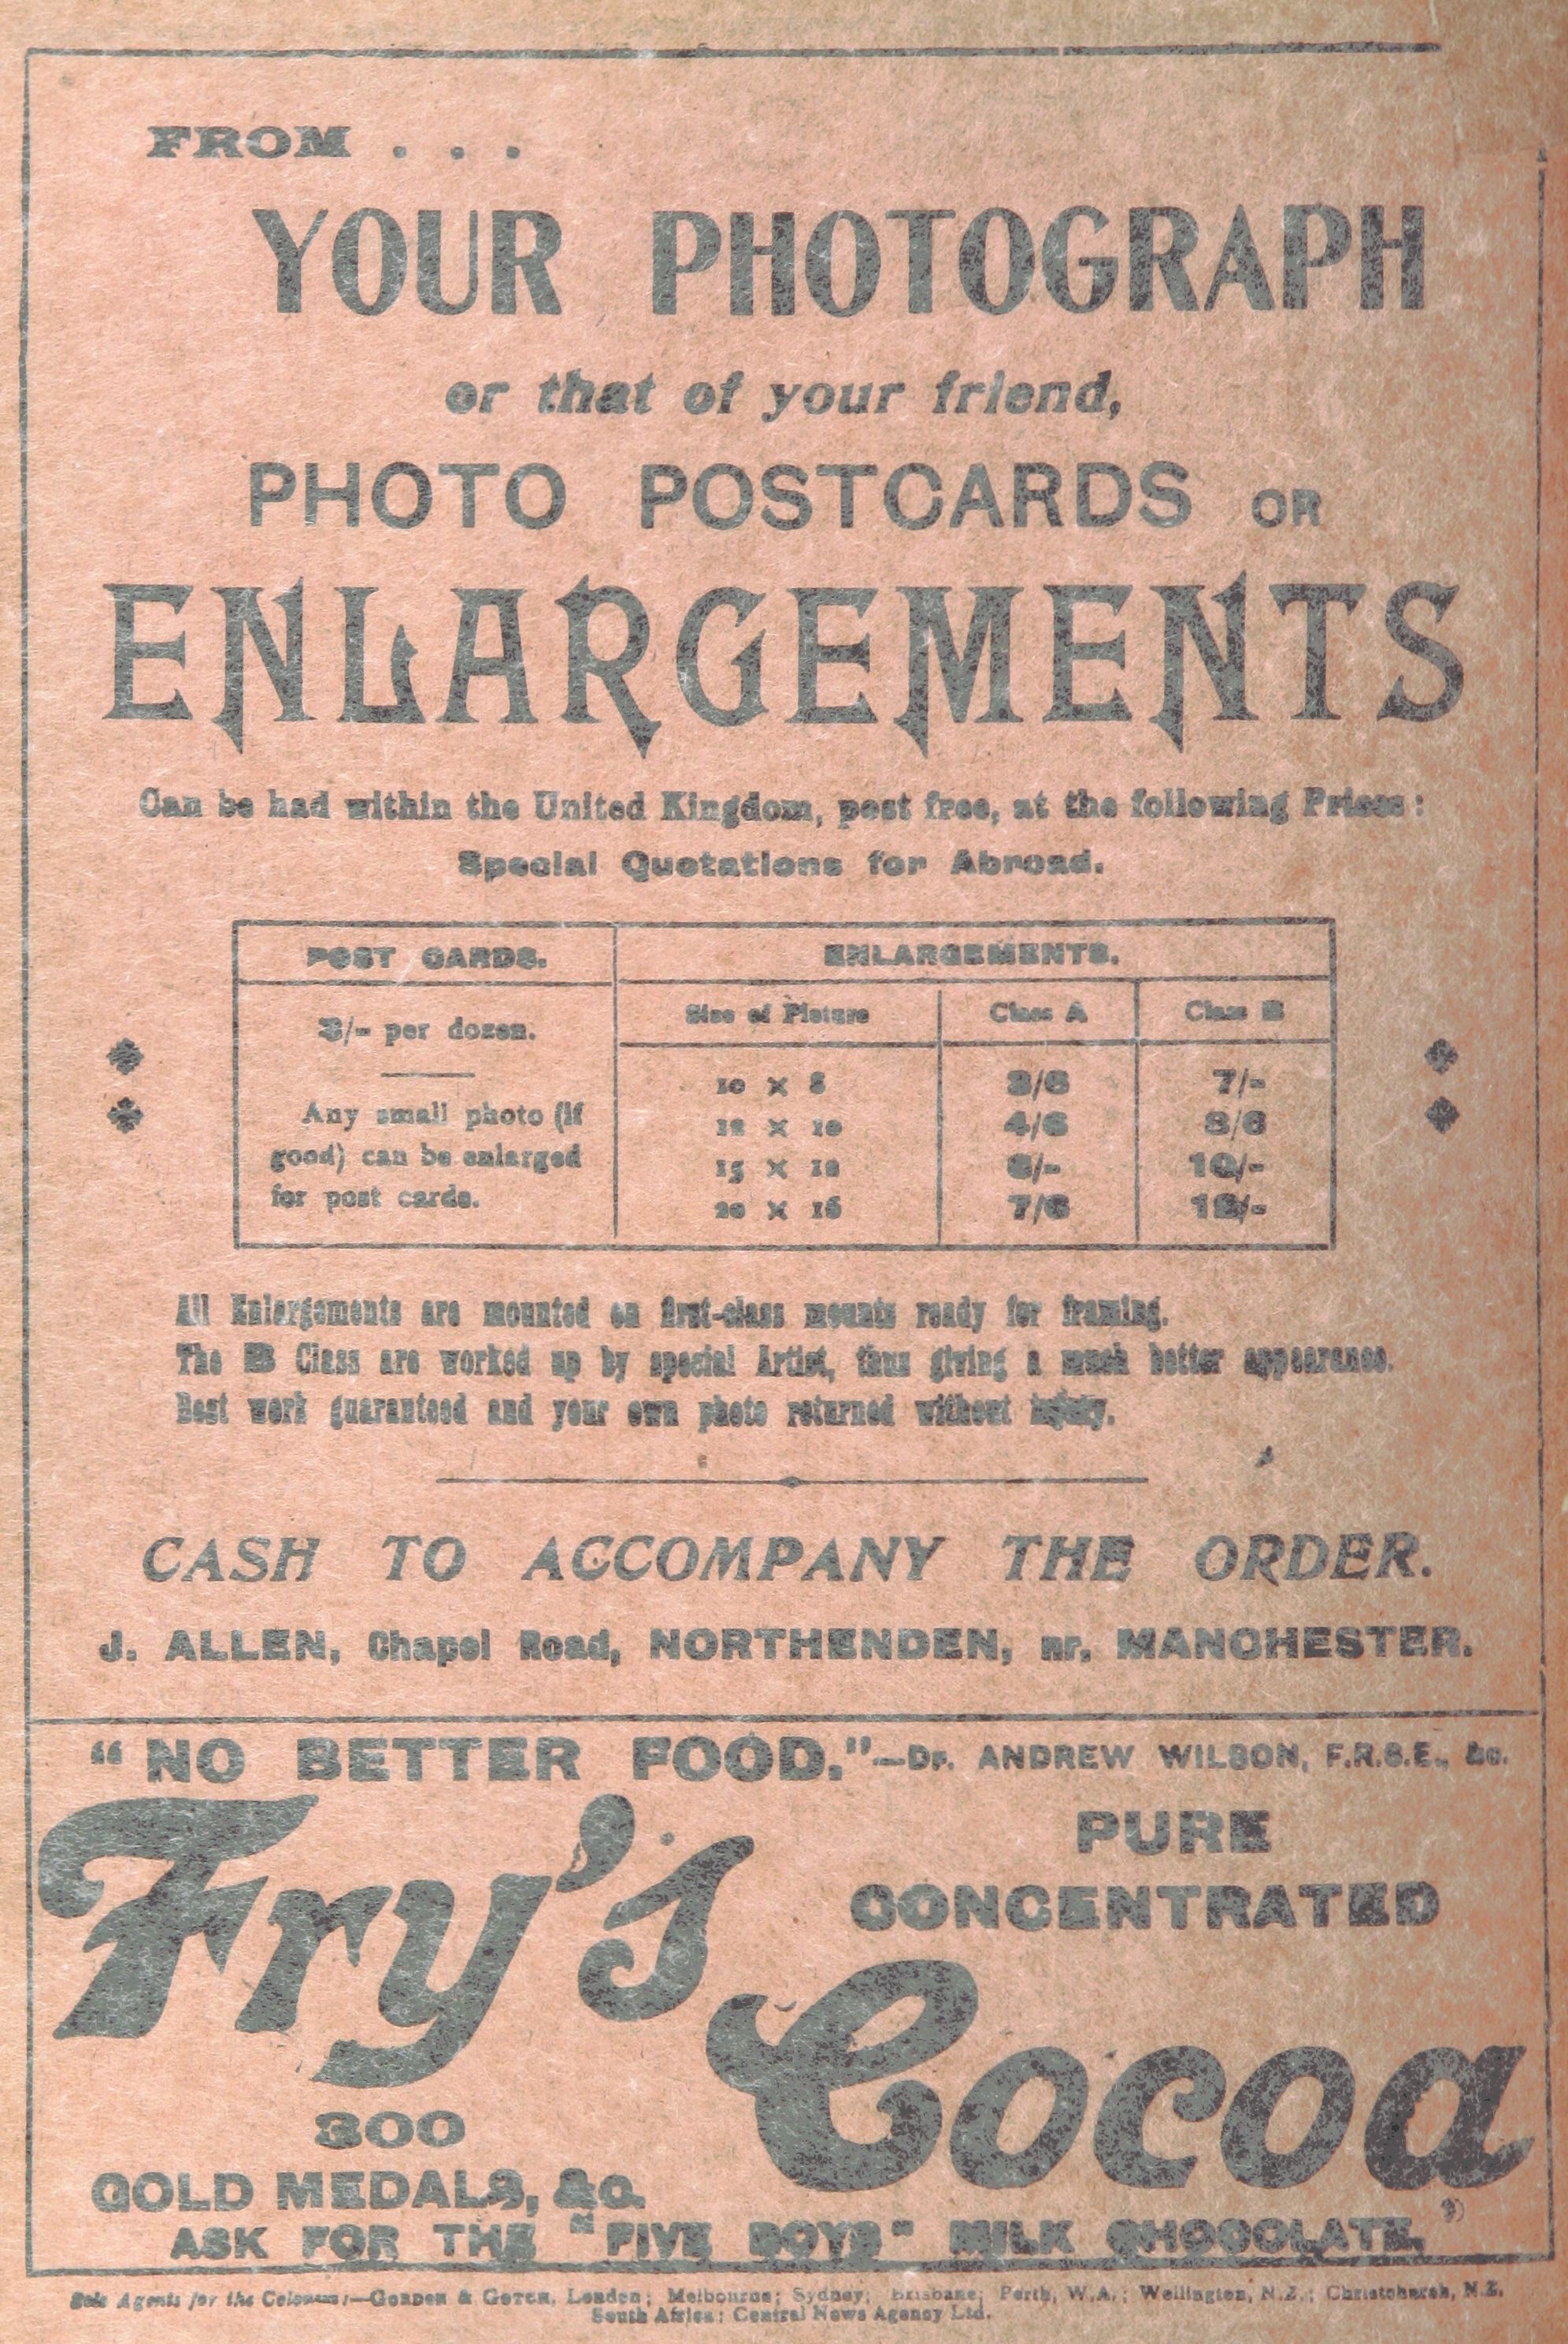 FROM . . .
YOUR PHOTOGRAPH
or that of your friend,
PHOTO POSTCARDS OR
ENLARGEMENTS
Can be had within the United Kingdom, post free, at the following Prices:
Special Quotations for Abroad.
POST CARDS.
3/- per dozen.
Any small photo (if
good) can be enlarged
for post cards.
ENLARGEMENTS.
Size of Picture Class A Class B
10 × 8 3/6 7/-
12 × 10 4/6 8/6
15 × 12 6/- 10/-
20 × 16 7/6 12/-
All Enlargements are mounted on first-class mounts ready for framing.
The B Class are worked up by special Artist, thus giving a much better appearance.
Best work guaranteed and your own photo returned without injury.
CASH TO ACCOMPANY THE ORDER.
J. ALLEN, Chapel Road, NORTHENDEN, nr. MANCHESTER.
"NO BETTER FOOD."—Dr. ANDREW WILSON, F.R.S.E., &c.
Fry's
PURE
CONCENTRATED
Cocoa
300
GOLD MEDALS, &c.
ASK FOR THE "FIVE BOYS" MILK CHOCOLATE.
Sole Agents for the Colonies:—GORDON & GOTCH, London; Melbourne; Sydney; Brisbane; Perth, W.A.; Wellington, N.Z.; Christchurch, N.Z.
South Africa: Central News Agency Ltd.